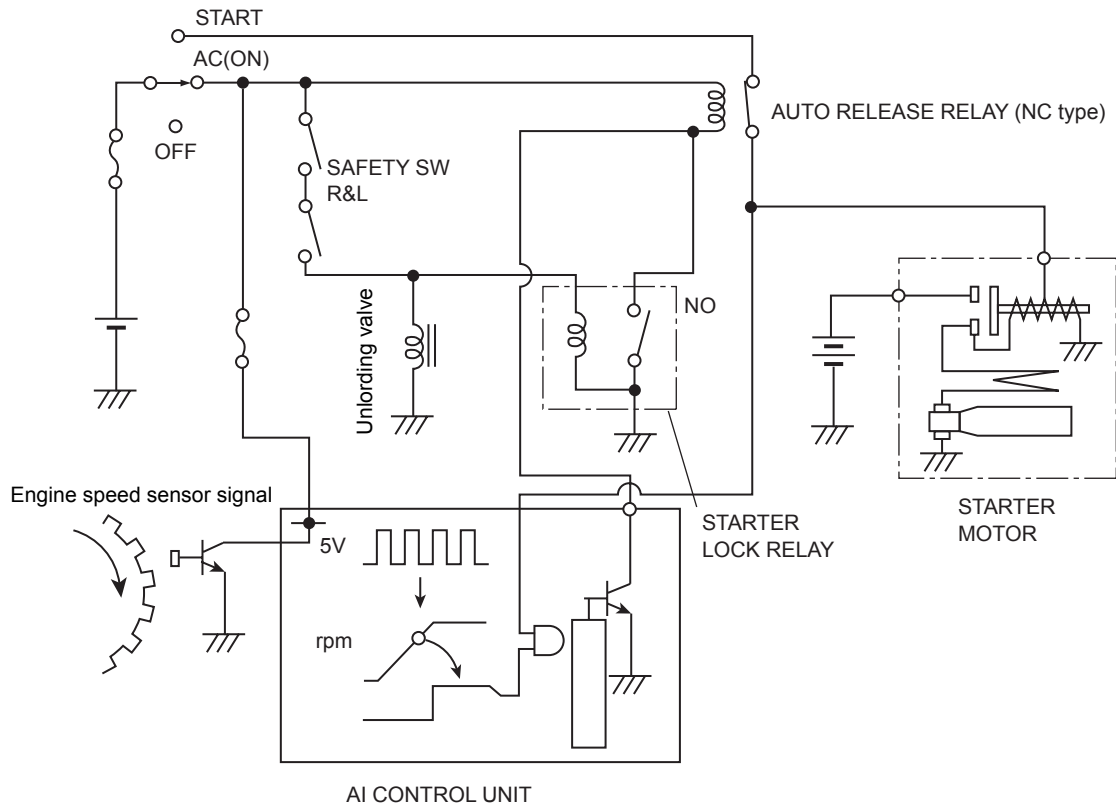 START
AC(ON)
OFF
AUTO RELEASE RELAY (NC type)
SAFETY SW
R&L
NO
Unlording valve
Engine speed sensor signal
5V
rpm
STARTER
LOCK RELAY
STARTER
MOTOR
AI CONTROL UNIT